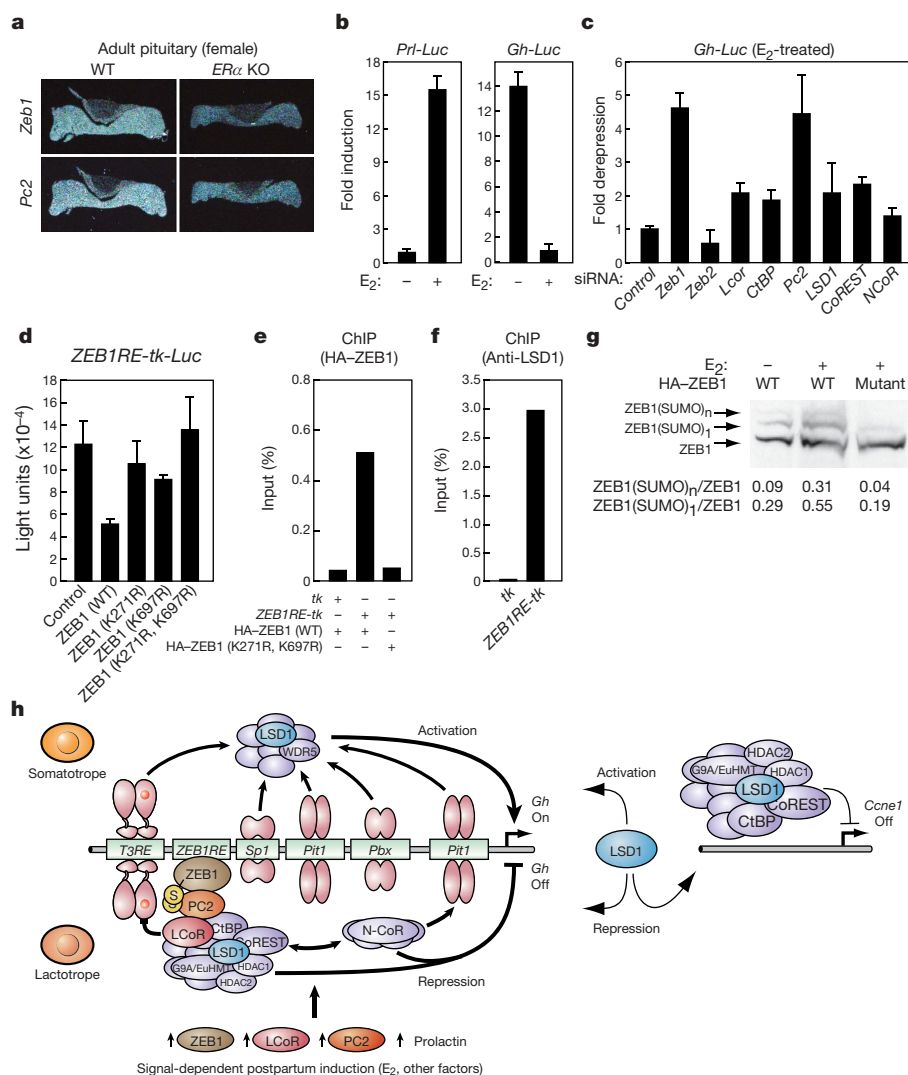 a
Adult pituitary (female)
WT
ERα KO
Zeb1
Pc2
b
Prl-Luc
Gh-Luc
Fold induction
18
15
12
9
6
3
0
16
14
12
10
8
6
4
2
0
E2: – +
E2: – +
c
Gh-Luc (E2-treated)
Fold derepression
6
5
4
3
2
1
0
siRNA:
Control
Zeb1
Zeb2
Lcor
CtBP
Pc2
LSD1
CoREST
NCoR
d
ZEB1RE-tk-Luc
Light units (x10⁻⁴)
18
16
14
12
10
8
6
4
2
0
Control
ZEB1 (WT)
ZEB1 (K271R)
ZEB1 (K697R)
ZEB1 (K271R, K697R)
e
ChIP
(HA–ZEB1)
Input (%)
0.8
0.6
0.4
0.2
0
tk + – –
ZEB1RE-tk – + +
HA–ZEB1 (WT) + + –
HA–ZEB1 (K271R, K697R) – – +
f
ChIP
(Anti-LSD1)
Input (%)
3.5
3.0
2.5
2.0
1.5
1.0
0.5
0
tk
ZEB1RE-tk
g
E2: – + +
HA–ZEB1 WT WT Mutant
ZEB1(SUMO)n
ZEB1(SUMO)1
ZEB1
ZEB1(SUMO)n/ZEB1 0.09 0.31 0.04
ZEB1(SUMO)1/ZEB1 0.29 0.55 0.19
h
Somatotrope
LSD1
WDR5
Activation
Gh
On
T3RE
ZEB1RE
Sp1
Pit1
Pbx
Pit1
Gh
Off
ZEB1
S
S
PC2
LCoR
CtBP
CoREST
LSD1
G9A/EuHMT
HDAC1
HDAC2
N-CoR
Repression
Lactotrope
ZEB1
LCoR
PC2
Prolactin
Signal-dependent postpartum induction (E2, other factors)
Activation
LSD1
Repression
HDAC2
G9A/EuHMT
HDAC1
LSD1
CoREST
CtBP
Ccne1
Off